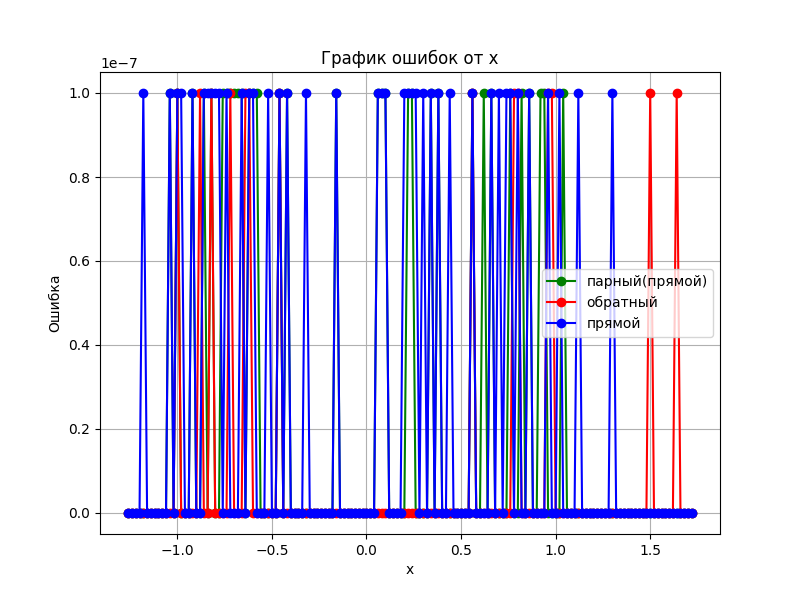 График ошибок от x
1e−7
1.0
0.8
0.6
0.4
0.2
0.0
Ошибка
−1.0 −0.5 0.0 0.5 1.0 1.5
x
парный(прямой)
обратный
прямой